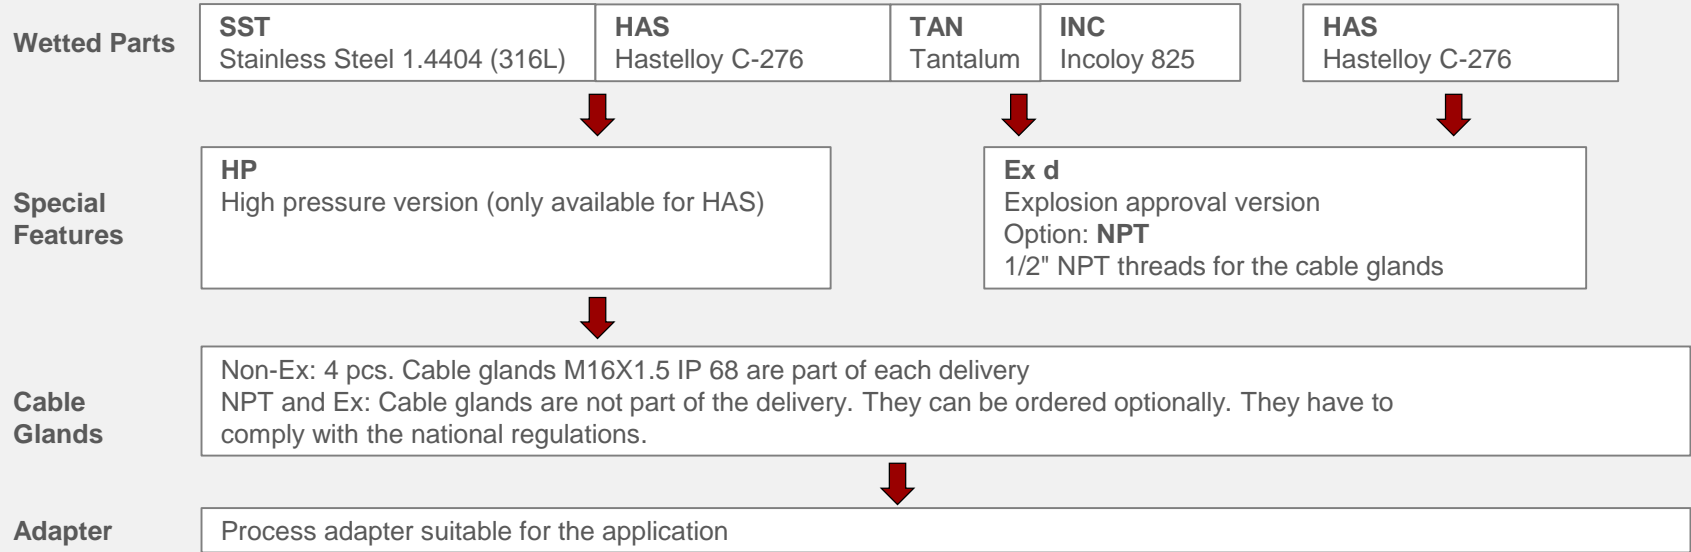 Wetted Parts
SST
Stainless Steel 1.4404 (316L)
HAS
Hastelloy C-276
TAN
Tantalum
INC
Incoloy 825
HAS
Hastelloy C-276
Special
Features
HP
High pressure version (only available for HAS)
Ex d
Explosion approval version
Option: NPT
1/2" NPT threads for the cable glands
Cable
Glands
Non-Ex: 4 pcs. Cable glands M16X1.5 IP 68 are part of each delivery
NPT and Ex: Cable glands are not part of the delivery. They can be ordered optionally. They have to
comply with the national regulations.
Adapter
Process adapter suitable for the application